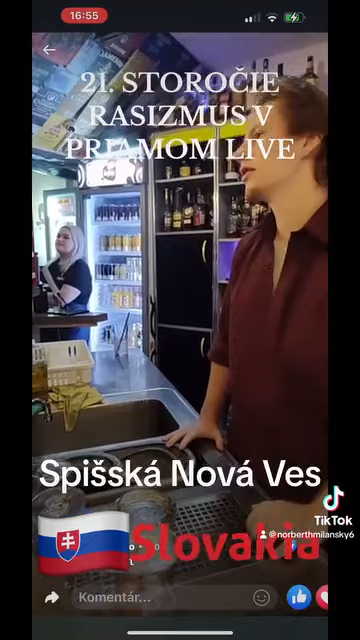 16:55
21. STOROČIE
RASIZMUS V
PRIAMOM LIVE
Spišská Nová Ves
Slovakia
TikTok
@norberthmilansky6
Komentár...